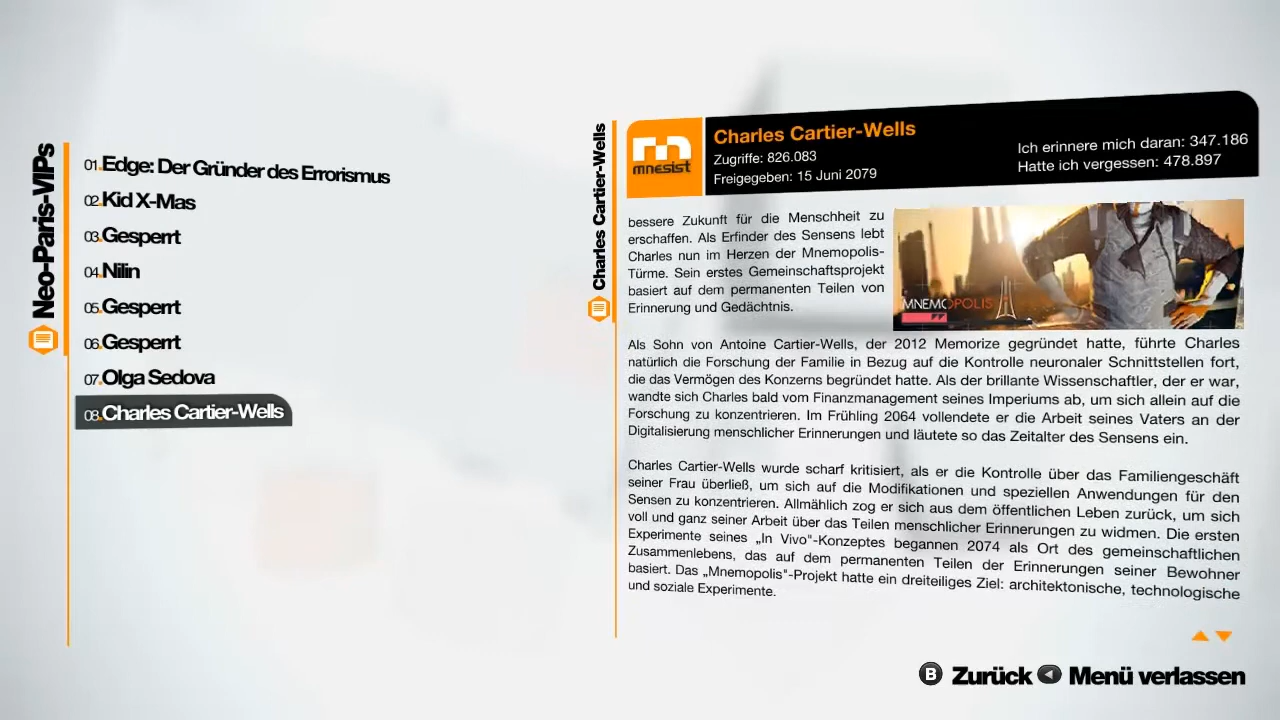 Neo-Paris-VIPs
01.Edge: Der Gründer des Errorismus
02.Kid X-Mas
03.Gesperrt
04.Nilin
05.Gesperrt
06.Gesperrt
07.Olga Sedova
08.Charles Cartier-Wells
Charles Cartier-Wells
mnesist
Charles Cartier-Wells
Zugriffe: 826.083
Freigegeben: 15 Juni 2079
Ich erinnere mich daran: 347.186
Hatte ich vergessen: 478.897
bessere Zukunft für die Menschheit zu
erschaffen. Als Erfinder des Sensens lebt
Charles nun im Herzen der Mnemopolis-
Türme. Sein erstes Gemeinschaftsprojekt
basiert auf dem permanenten Teilen von
Erinnerung und Gedächtnis.
MNEMOPOLIS
Als Sohn von Antoine Cartier-Wells, der 2012 Memorize gegründet hatte, führte Charles
natürlich die Forschung der Familie in Bezug auf die Kontrolle neuronaler Schnittstellen fort,
die das Vermögen des Konzerns begründet hatte. Als der brillante Wissenschaftler, der er war,
wandte sich Charles bald vom Finanzmanagement seines Imperiums ab, um sich allein auf die
Forschung zu konzentrieren. Im Frühling 2064 vollendete er die Arbeit seines Vaters an der
Digitalisierung menschlicher Erinnerungen und läutete so das Zeitalter des Sensens ein.
Charles Cartier-Wells wurde scharf kritisiert, als er die Kontrolle über das Familiengeschäft
seiner Frau überließ, um sich auf die Modifikationen und speziellen Anwendungen für den
Sensen zu konzentrieren. Allmählich zog er sich aus dem öffentlichen Leben zurück, um sich
voll und ganz seiner Arbeit über das Teilen menschlicher Erinnerungen zu widmen. Die ersten
Experimente seines „In Vivo"-Konzeptes begannen 2074 als Ort des gemeinschaftlichen
Zusammenlebens, das auf dem permanenten Teilen der Erinnerungen seiner Bewohner
basiert. Das „Mnemopolis"-Projekt hatte ein dreiteiliges Ziel: architektonische, technologische
und soziale Experimente.
B Zurück Menü verlassen